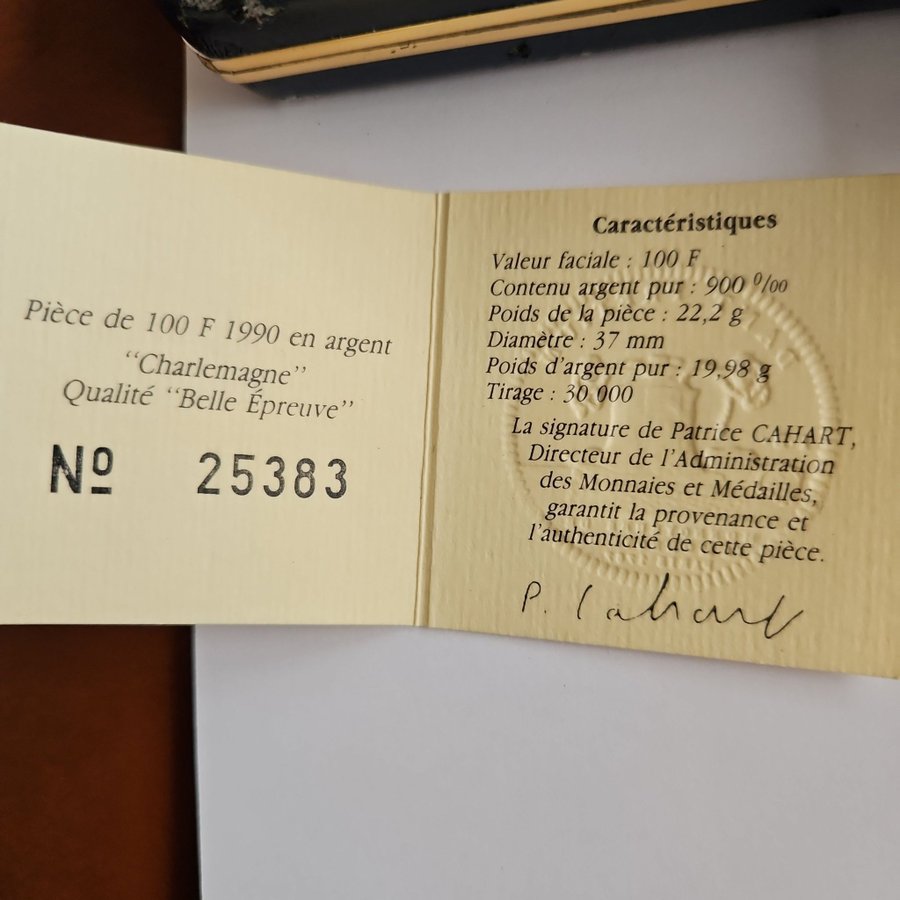 Pièce de 100 F 1990 en argent
“Charlemagne”
Qualité “Belle Épreuve”
Nº 25383
Caractéristiques
Valeur faciale : 100 F
Contenu argent pur : 900 ⁰/₀₀
Poids de la pièce : 22,2 g
Diamètre : 37 mm
Poids d'argent pur : 19,98 g
Tirage : 30 000
La signature de Patrice CAHART,
Directeur de l'Administration
des Monnaies et Médailles,
garantit la provenance et
l'authenticité de cette pièce.
P. Cahart